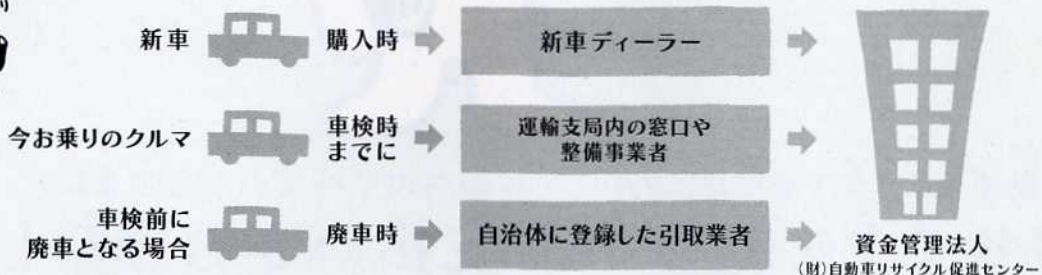 新車
購入時
新車ディーラー
今お乗りのクルマ
車検時
までに
運輸支局内の窓口や
整備事業者
車検前に
廃車となる場合
廃車時
自治体に登録した引取業者
資金管理法人
(財)自動車リサイクル促進センター